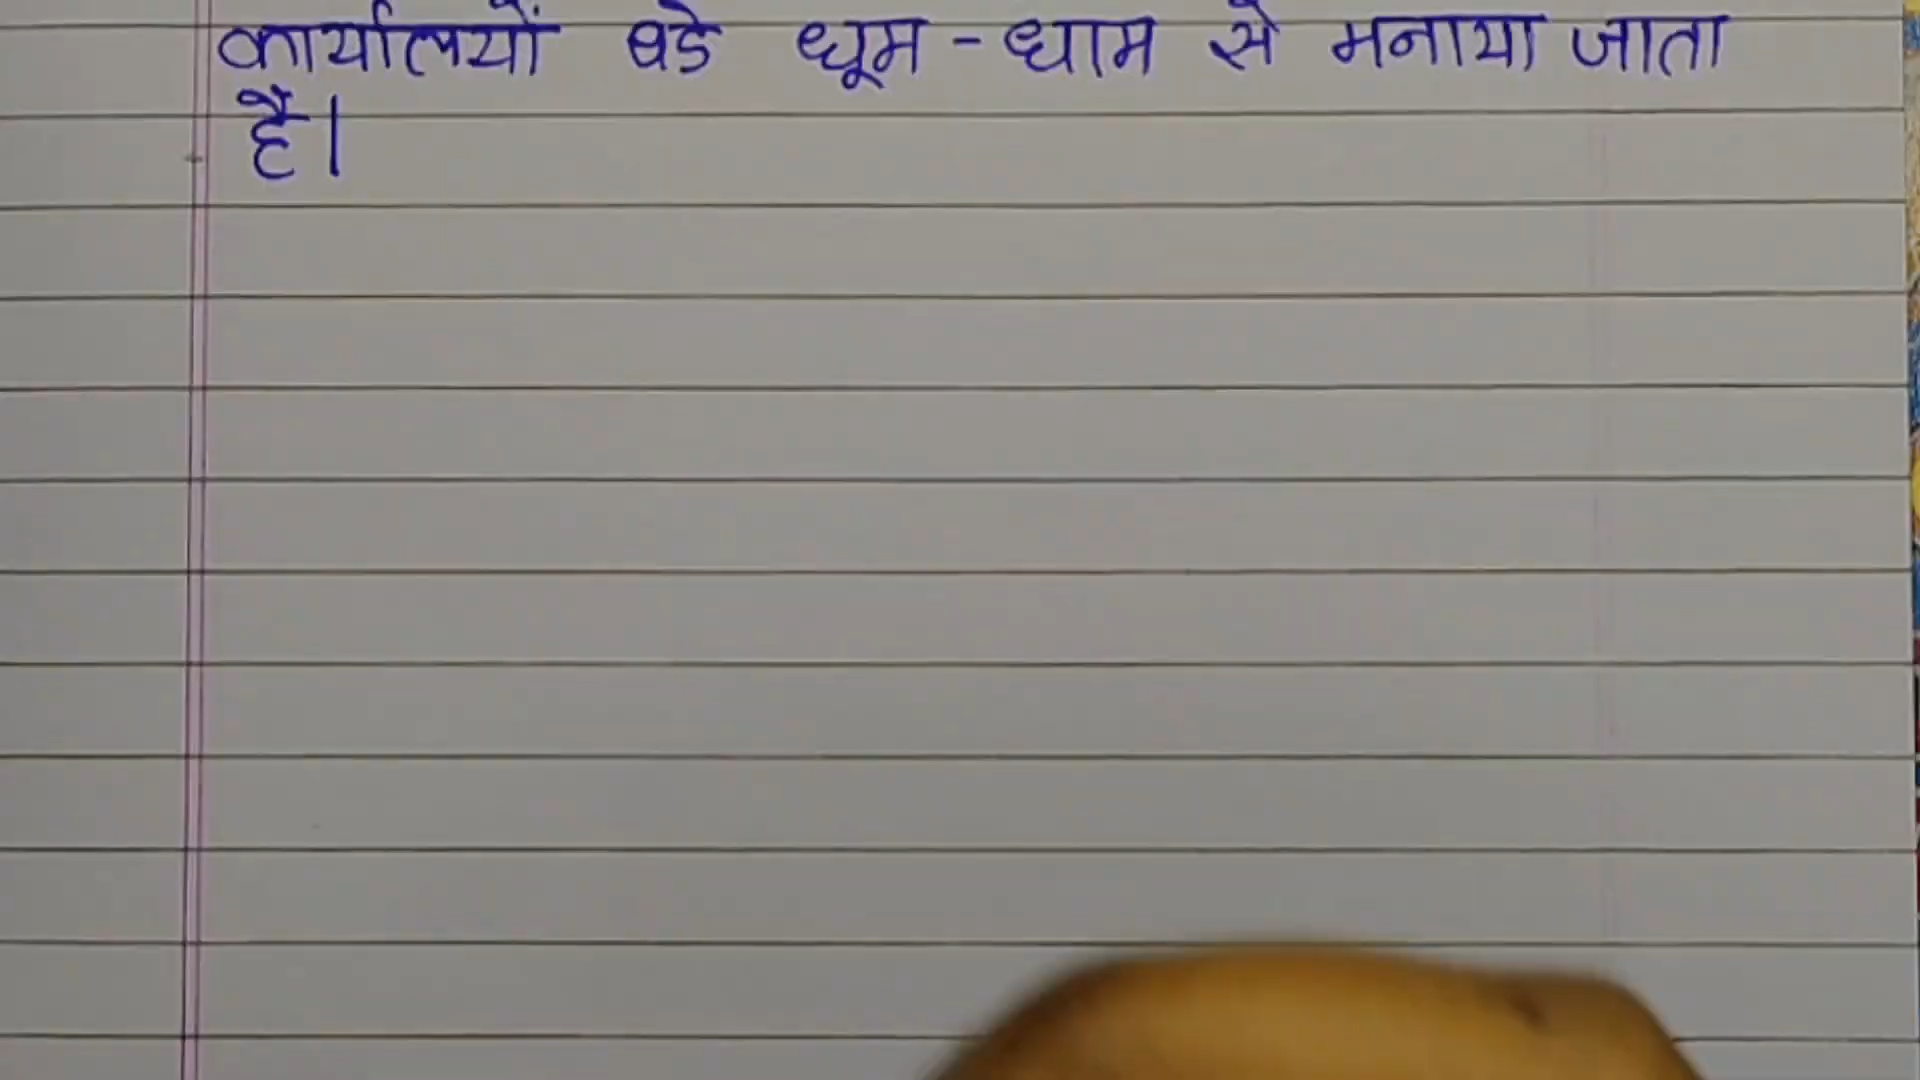 कार्यालयों बडे धूम-धाम से मनाया जाता
है।